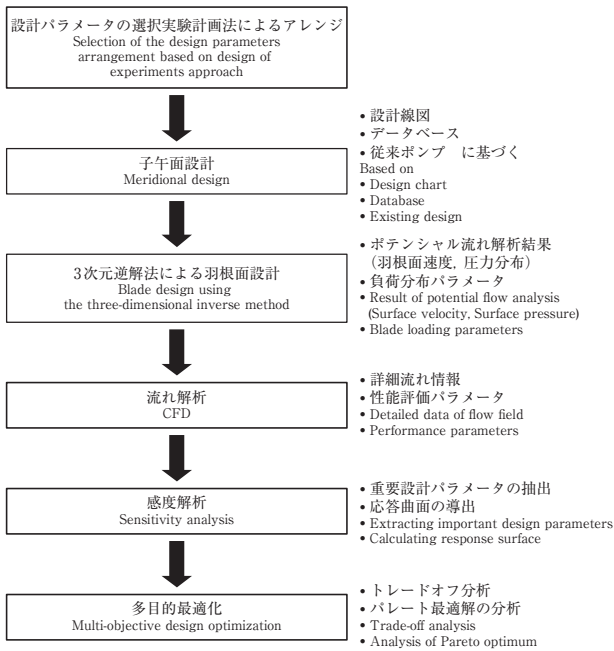 設計パラメータの選択実験計画法によるアレンジ
Selection of the design parameters
arrangement based on design of
experiments approach
子午面設計
Meridional design
• 設計線図
• データベース
• 従来ポンプ　に基づく
Based on
• Design chart
• Database
• Existing design
3次元逆解法による羽根面設計
Blade design using
the three-dimensional inverse method
• ポテンシャル流れ解析結果
（羽根面速度, 圧力分布）
• 負荷分布パラメータ
• Result of potential flow analysis
(Surface velocity, Surface pressure)
• Blade loading parameters
流れ解析
CFD
• 詳細流れ情報
• 性能評価パラメータ
• Detailed data of flow field
• Performance parameters
感度解析
Sensitivity analysis
• 重要設計パラメータの抽出
• 応答曲面の導出
• Extracting important design parameters
• Calculating response surface
多目的最適化
Multi-objective design optimization
• トレードオフ分析
• パレート最適解の分析
• Trade-off analysis
• Analysis of Pareto optimum